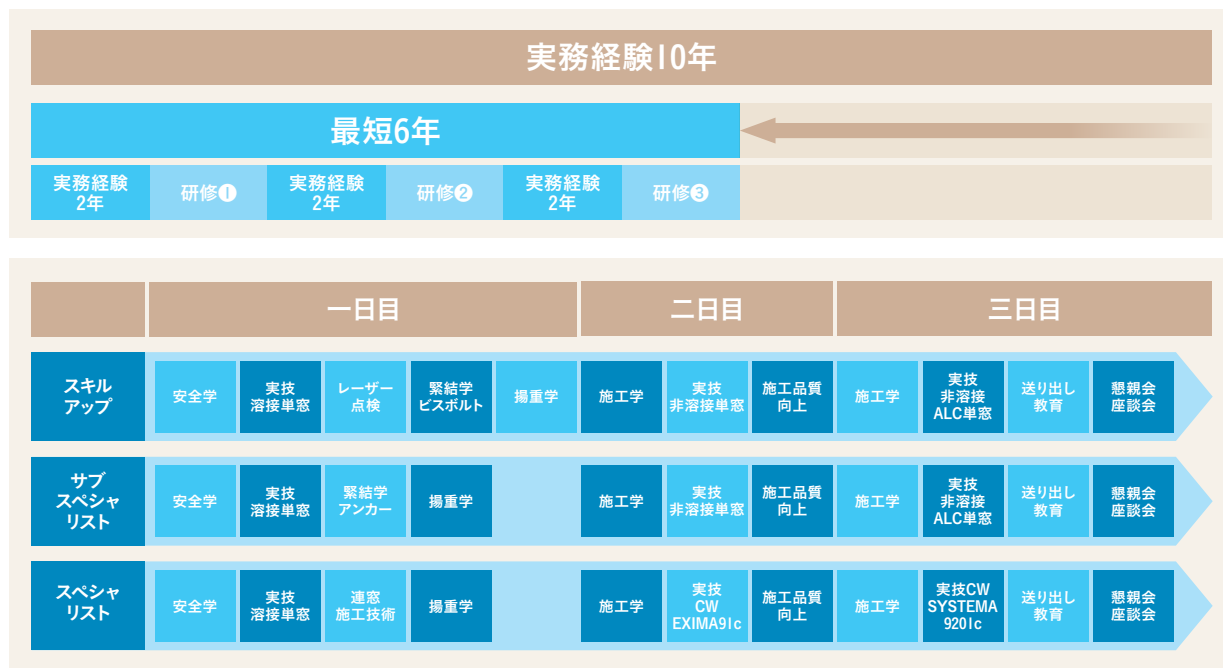 実務経験10年
最短6年
実務経験
2年
研修❶
実務経験
2年
研修❷
実務経験
2年
研修❸
一日目
二日目
三日目
スキル
アップ
安全学
実技
溶接単窓
レーザー
点検
緊結学
ビスボルト
揚重学
施工学
実技
非溶接単窓
施工品質
向上
施工学
実技
非溶接
ALC単窓
送り出し
教育
懇親会
座談会
サブ
スペシャ
リスト
安全学
実技
溶接単窓
緊結学
アンカー
揚重学
施工学
実技
非溶接単窓
施工品質
向上
施工学
実技
非溶接
ALC単窓
送り出し
教育
懇親会
座談会
スペシャ
リスト
安全学
実技
溶接単窓
連窓
施工技術
揚重学
施工学
実技
CW
EXIMA91c
施工品質
向上
施工学
実技CW
SYSTEMA
9201c
送り出し
教育
懇親会
座談会